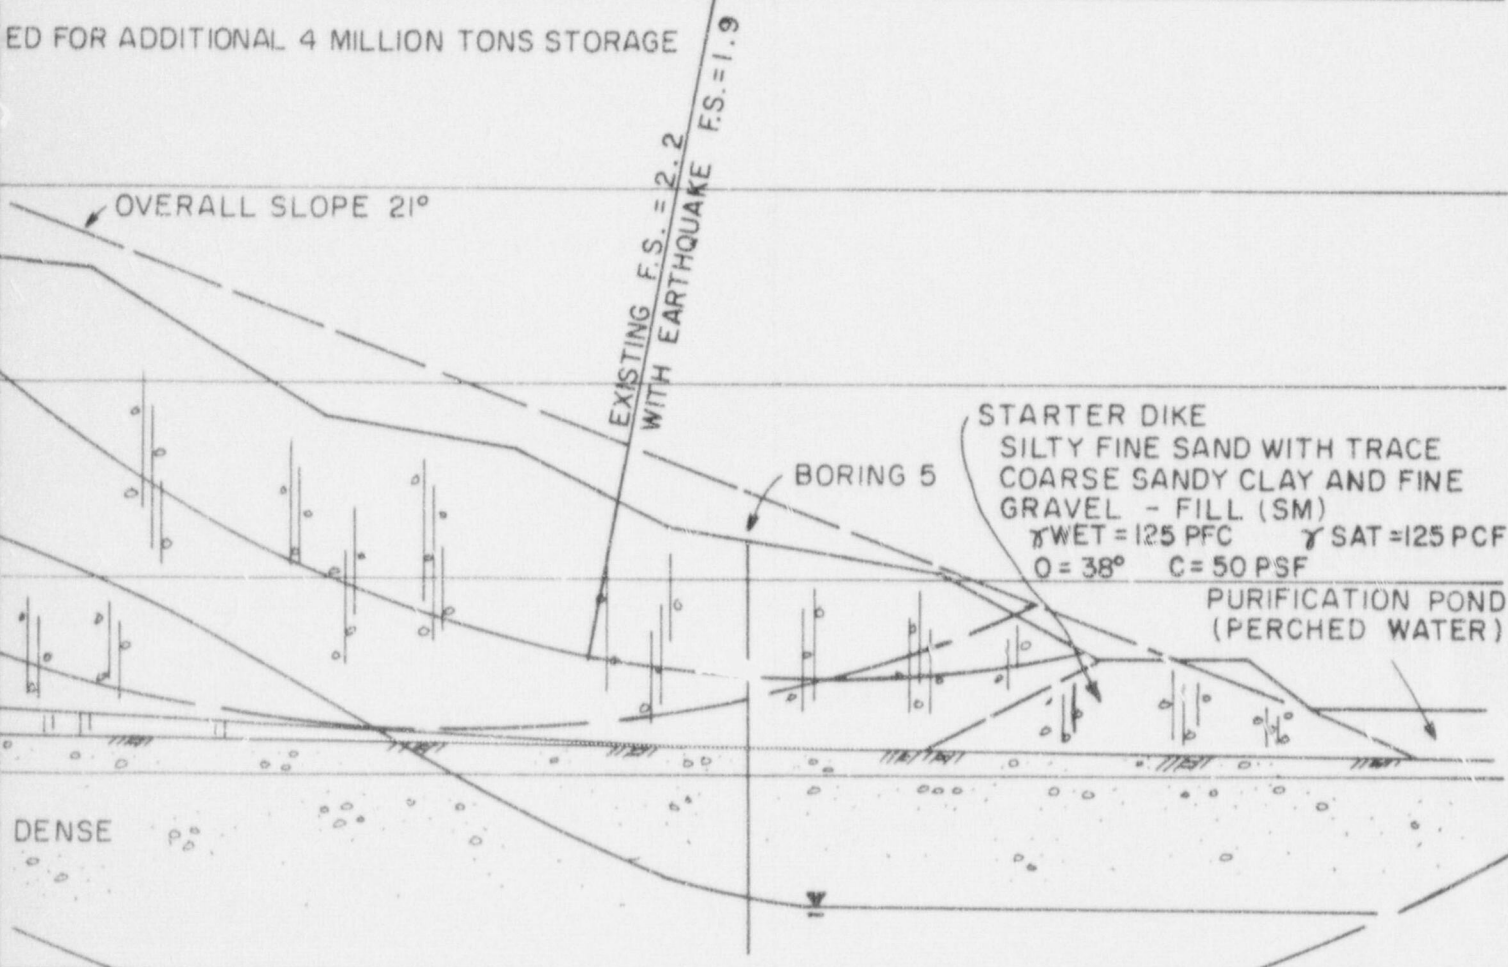 ED FOR ADDITIONAL 4 MILLION TONS STORAGE
OVERALL SLOPE 21°
EXISTING F.S. = 2.2
WITH EARTHQUAKE F.S. = 1.9
BORING 5
STARTER DIKE
SILTY FINE SAND WITH TRACE
COARSE SANDY CLAY AND FINE
GRAVEL - FILL (SM)
γWET = 125 PFC γ SAT = 125 PCF
O = 38° C = 50 PSF
PURIFICATION POND
(PERCHED WATER)
DENSE